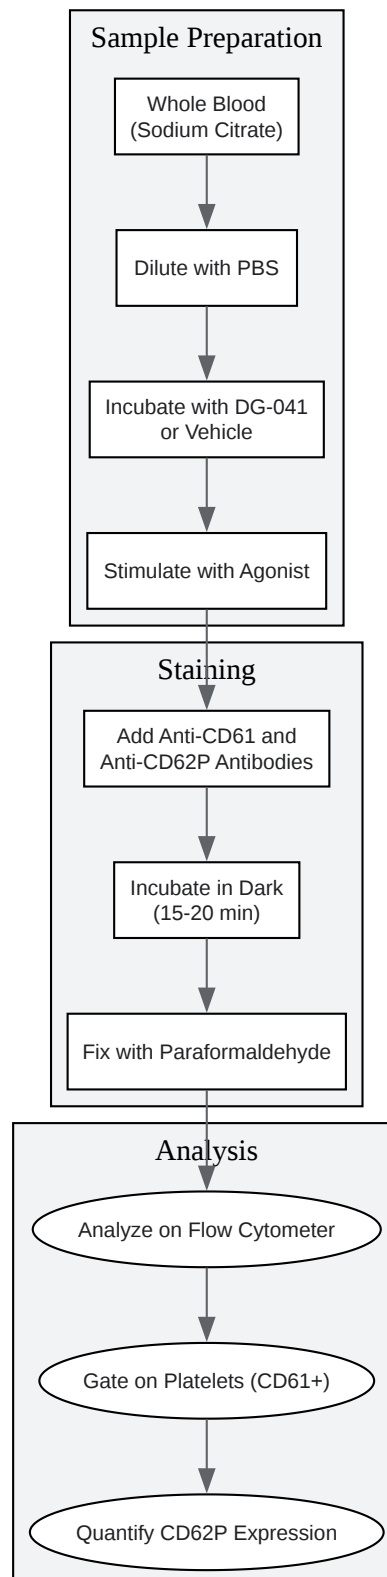 Sample Preparation
Whole Blood
(Sodium Citrate)
Dilute with PBS
Incubate with DG-041
or Vehicle
Stimulate with Agonist
Staining
Add Anti-CD61 and
Anti-CD62P Antibodies
Incubate in Dark
(15-20 min)
Fix with Paraformaldehyde
Analysis
Analyze on Flow Cytometer
Gate on Platelets (CD61+)
Quantify CD62P Expression